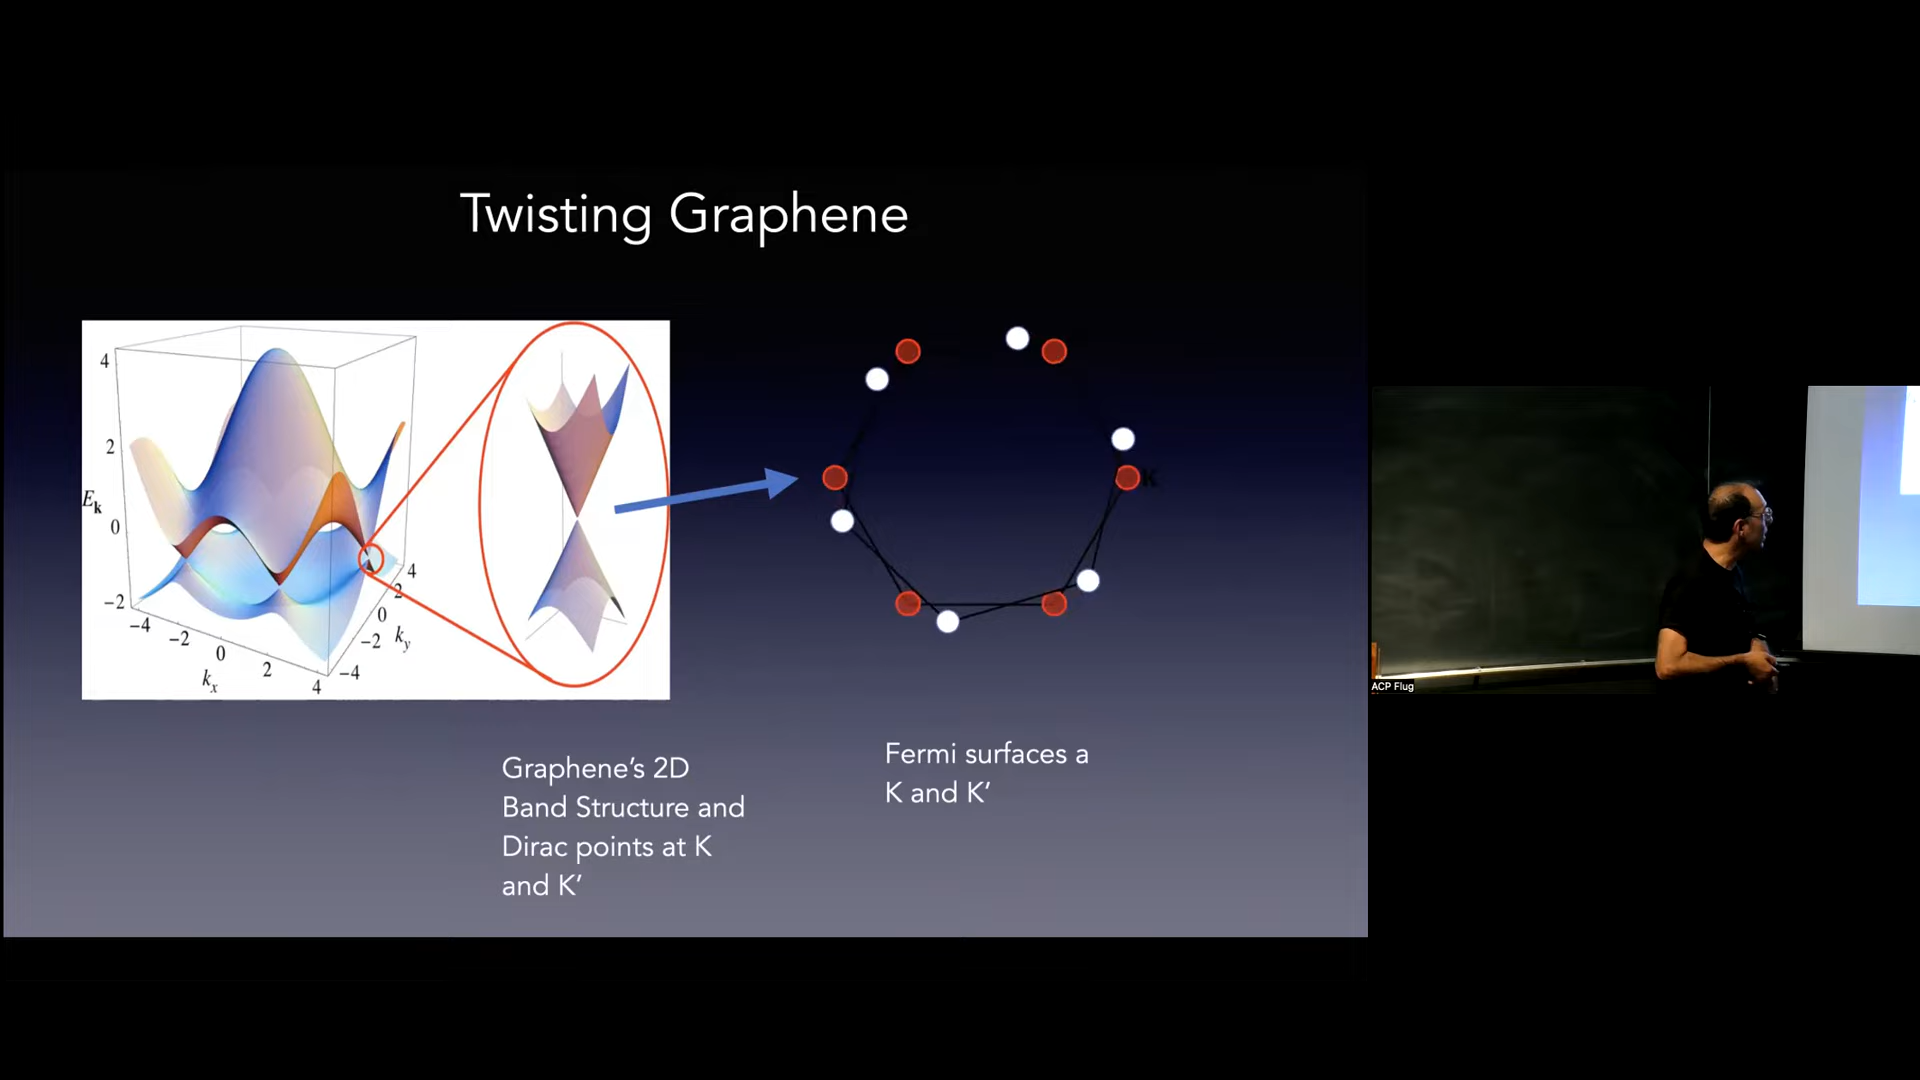 Twisting Graphene
4
2
E_k
0
−2
−4
−2
0
2
4
k_x
4
2
0
−2
−4
k_y
K
Graphene’s 2D
Band Structure and
Dirac points at K
and K’
Fermi surfaces a
K and K’
ACP Flug